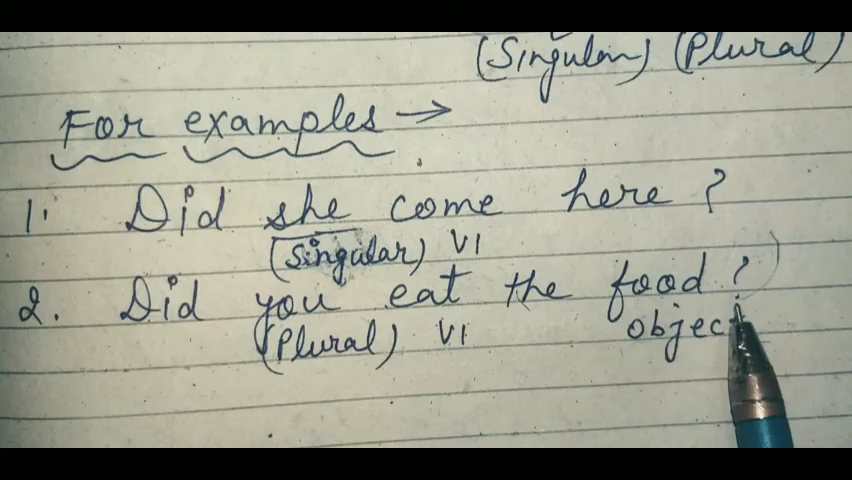 (Singular) (Plural)
For examples →
1. Did she come here ?
(Singular) V1
2. Did you eat the food ?
(Plural) V1 objec